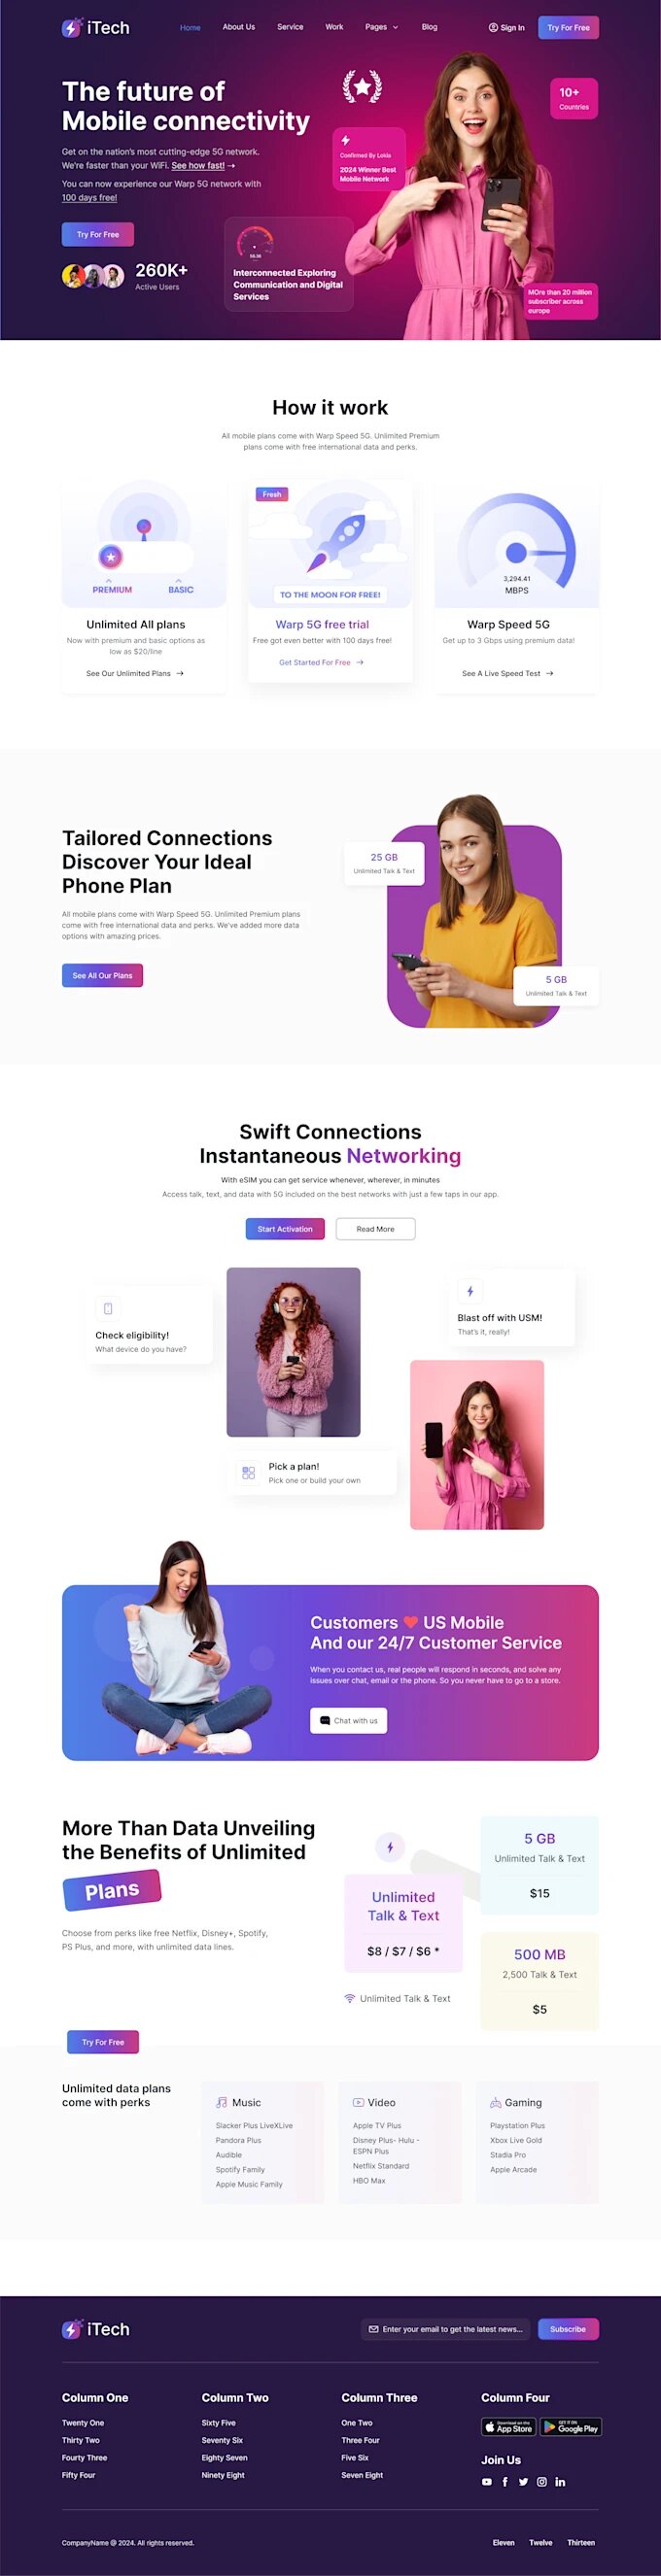 iTech
Home
About Us
Service
Work
Pages
Blog
Sign In
Try For Free
The future of
Mobile connectivity
Get on the nation's most cutting-edge 5G network.
We're faster than your WiFi. See how fast! →
You can now experience our Warp 5G network with
100 days free!
Try For Free
260K+
Active Users
10+
Countries
Confirmed By Lokia
2024 Winner Best
Mobile Network
Interconnected Exploring
Communication and Digital
Services
MOre than 20 million
subscriber across
europe
How it work
All mobile plans come with Warp Speed 5G. Unlimited Premium
plans come with free international data and perks.
PREMIUM
BASIC
Unlimited All plans
Now with premium and basic options as
low as $20/line
See Our Unlimited Plans →
Fresh
TO THE MOON FOR FREE!
Warp 5G free trial
Free got even better with 100 days free!
Get Started For Free →
3,294.41
MBPS
Warp Speed 5G
Get up to 3 Gbps using premium data!
See A Live Speed Test →
Tailored Connections
Discover Your Ideal
Phone Plan
All mobile plans come with Warp Speed 5G. Unlimited Premium plans
come with free international data and perks. We've added more data
options with amazing prices.
See All Our Plans
25 GB
Unlimited Talk & Text
5 GB
Unlimited Talk & Text
Swift Connections
Instantaneous Networking
With eSIM you can get service whenever, wherever, in minutes
Access talk, text, and data with 5G included on the best networks with just a few taps in our app.
Start Activation
Read More
Check eligibility!
What device do you have?
Blast off with USM!
That's it, really!
Pick a plan!
Pick one or build your own
Customers ❤ US Mobile
And our 24/7 Customer Service
When you contact us, real people will respond in seconds, and solve any
issues over chat, email or the phone. So you never have to go to a store.
Chat with us
More Than Data Unveiling
the Benefits of Unlimited
Plans
Choose from perks like free Netflix, Disney+, Spotify,
PS Plus, and more, with unlimited data lines.
Try For Free
Unlimited
Talk & Text
$8 / $7 / $6 *
Unlimited Talk & Text
5 GB
Unlimited Talk & Text
$15
500 MB
2,500 Talk & Text
$5
Unlimited data plans
come with perks
Music
Slacker Plus LiveXLive
Pandora Plus
Audible
Spotify Family
Apple Music Family
Video
Apple TV Plus
Disney Plus- Hulu -
ESPN Plus
Netflix Standard
HBO Max
Gaming
Playstation Plus
Xbox Live Gold
Stadia Pro
Apple Arcade
iTech
Enter your email to get the latest news...
Subscribe
Column One
Twenty One
Thirty Two
Fourty Three
Fifty Four
Column Two
Sixty Five
Seventy Six
Eighty Seven
Ninety Eight
Column Three
One Two
Three Four
Five Six
Seven Eight
Column Four
Download on the
App Store
GET IT ON
Google Play
Join Us
CompanyName @ 2024. All rights reserved.
Eleven
Twelve
Thirteen